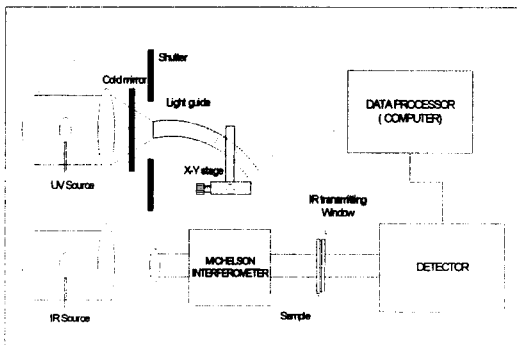 Shutter
Cold mirror
Light guide
DATA PROCESSOR
( COMPUTER)
X-Y stage
UV Source
IR transmitting
Window
MICHELSON
INTERFEROMETER
DETECTOR
Sample
IR Source